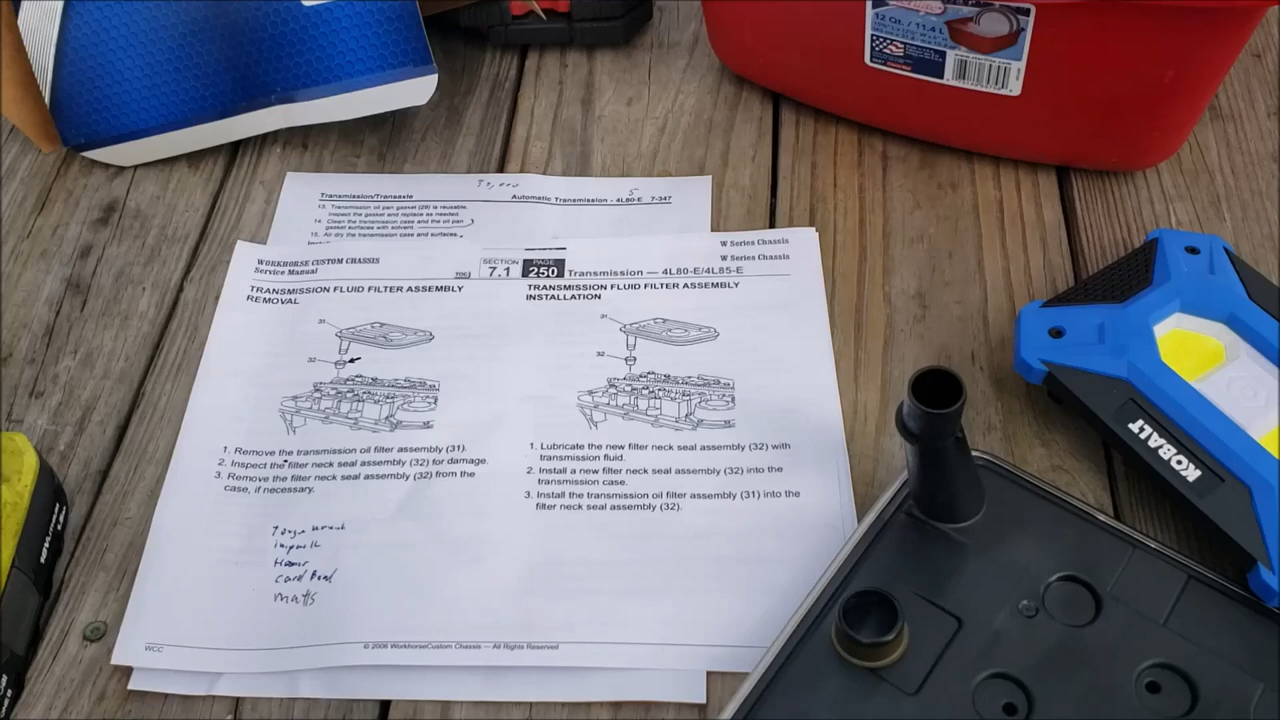 12 QT. / 11.4 L
www.sterilite.com
Transmission/Transaxle
Automatic Transmission - 4L80-E 7-347
5
13. Transmission oil pan gasket (29) is reusable.
Inspect the gasket and replace as needed.
14. Clean the transmission case and the oil pan
gasket surfaces with solvent.
15. Air dry the transmission case and surfaces.
W Series Chassis
WORKHORSE CUSTOM CHASSIS
Service Manual
W Series Chassis
SECTION
7.1
PAGE
250
Transmission — 4L80-E/4L85-E
TRANSMISSION FLUID FILTER ASSEMBLY
REMOVAL
31
32
1. Remove the transmission oil filter assembly (31).
2. Inspect the filter neck seal assembly (32) for damage.
3. Remove the filter neck seal assembly (32) from the
case, if necessary.
TRANSMISSION FLUID FILTER ASSEMBLY
INSTALLATION
31
32
1. Lubricate the new filter neck seal assembly (32) with
transmission fluid.
2. Install a new filter neck seal assembly (32) into the
transmission case.
3. Install the transmission oil filter assembly (31) into the
filter neck seal assembly (32).
matts
WCC
© 2006 WorkhorseCustom Chassis — All Rights Reserved
KOBALT